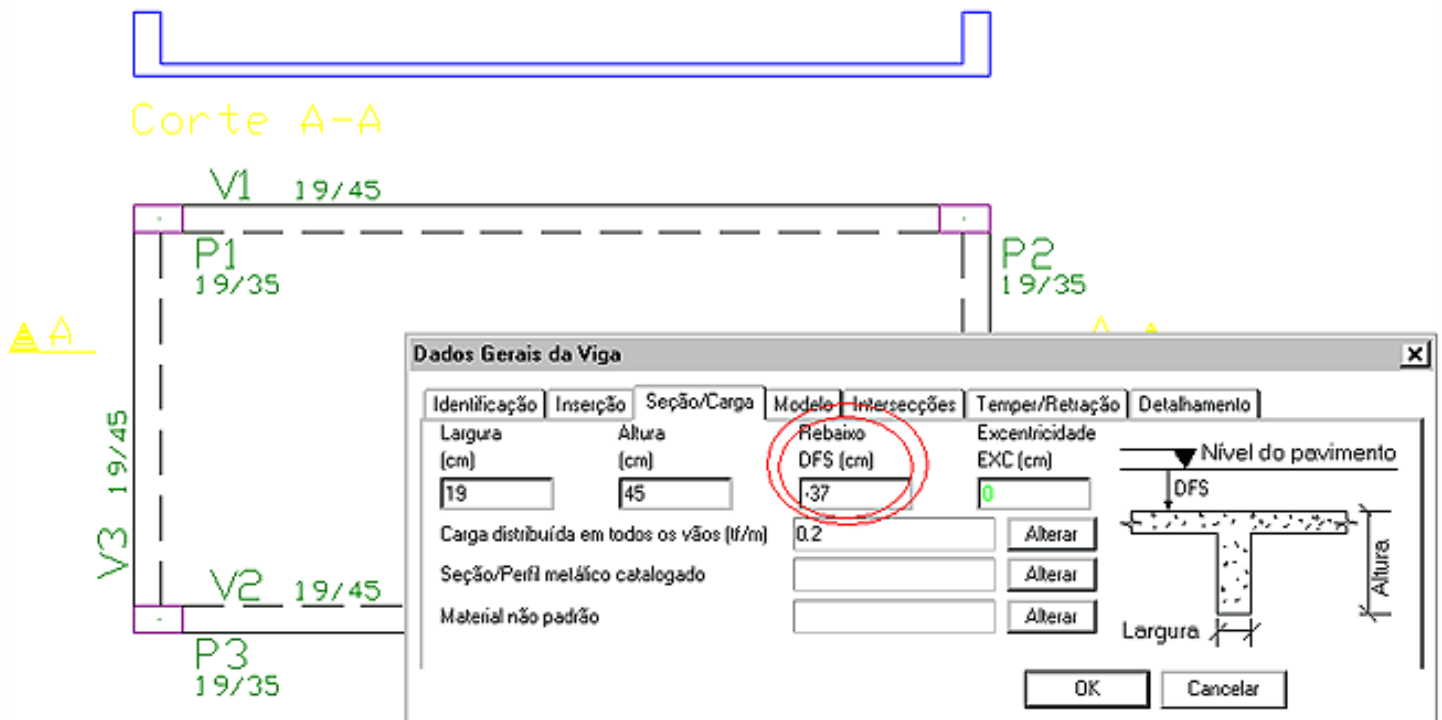 Corte A-A
V1 19/45
P1
19/35
P2
19/35
A
A
V3 19/45
V2 19/45
P3
19/35
Dados Gerais da Viga
Identificação Inserção Seção/Carga Modelo Intersecções Temper/Retração Detalhamento
Largura Altura Rebaixo Excentricidade
(cm) (cm) DFS (cm) EXC (cm)
19 45 -37 0
Nível do pavimento
DFS
Carga distribuída em todos os vãos (tf/m) 0.2 Alterar
Seção/Perfil metálico catalogado Alterar
Material não padrão Alterar
Altura
Largura
OK Cancelar